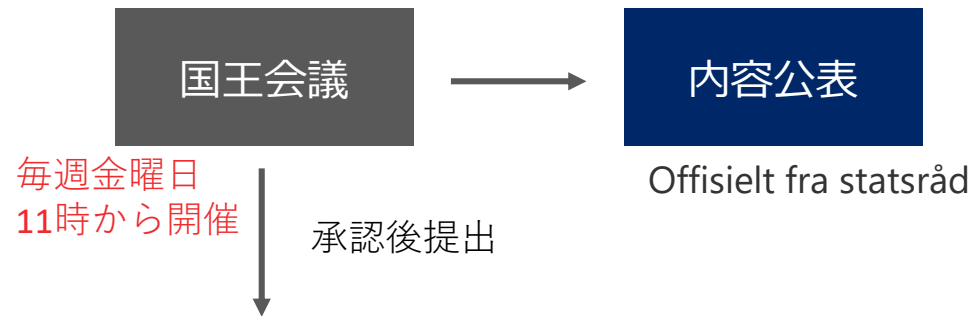 国王会議
内容公表
毎週金曜日
11時から開催
Offisielt fra statsråd
承認後提出